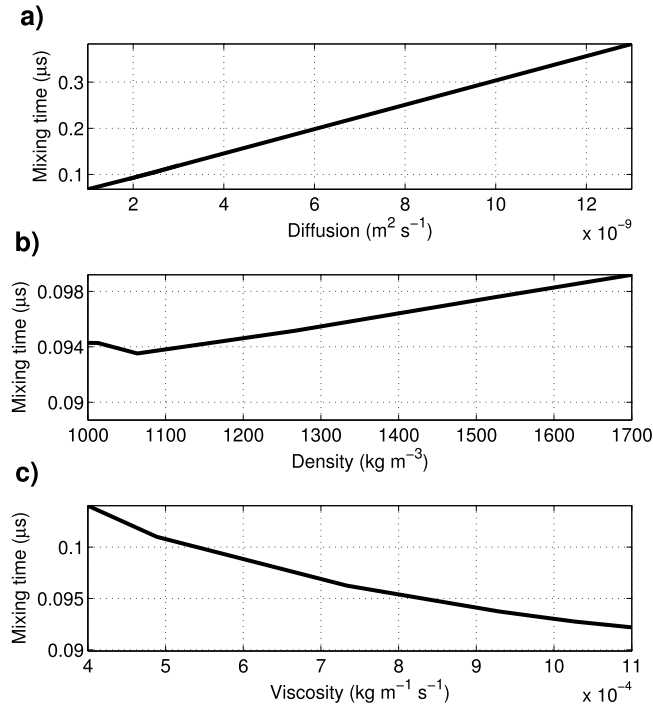 a)
Mixing time (μs)
0.3
0.2
0.1
2 4 6 8 10 12
Diffusion (m² s⁻¹) x 10⁻⁹
b)
Mixing time (μs)
0.098
0.094
0.09
1000 1100 1200 1300 1400 1500 1600 1700
Density (kg m⁻³)
c)
Mixing time (μs)
0.1
0.095
0.09
4 5 6 7 8 9 10 11
Viscosity (kg m⁻¹ s⁻¹) x 10⁻⁴